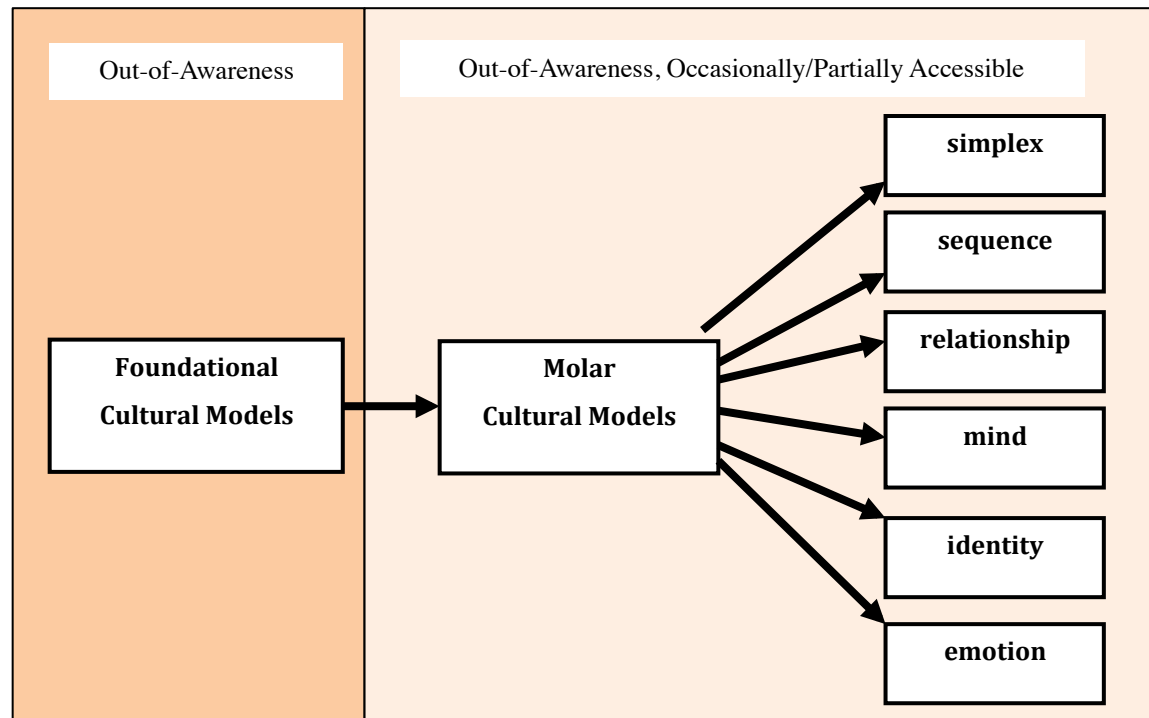 Out-of-Awareness
Out-of-Awareness, Occasionally/Partially Accessible
Foundational
Cultural Models
Molar
Cultural Models
simplex
sequence
relationship
mind
identity
emotion